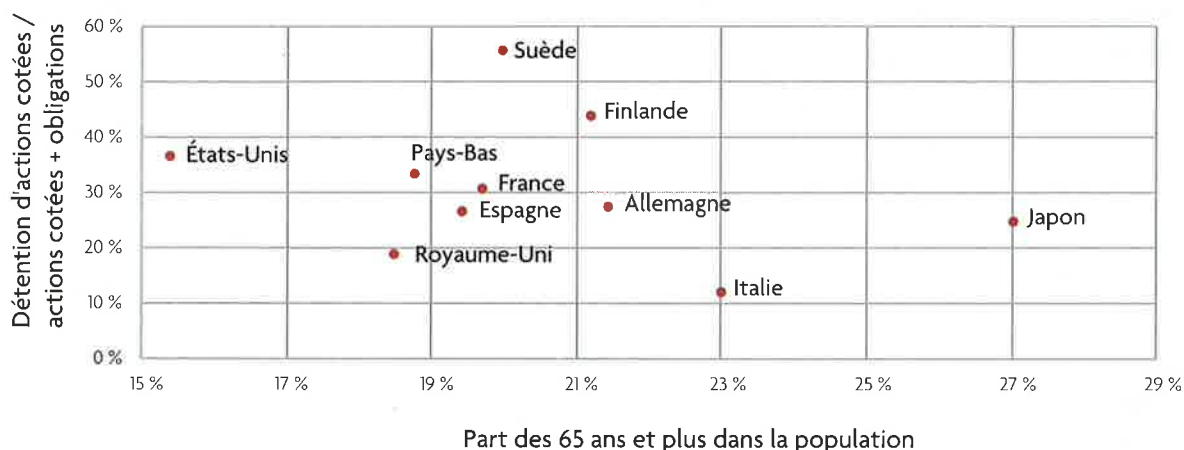 Détention d'actions cotées /
actions cotées + obligations
60 %
50 %
40 %
30 %
20 %
10 %
0 %
Suède
Finlande
États-Unis
Pays-Bas
France
Espagne
Allemagne
Japon
Royaume-Uni
Italie
15 %
17 %
19 %
21 %
23 %
25 %
27 %
29 %
Part des 65 ans et plus dans la population